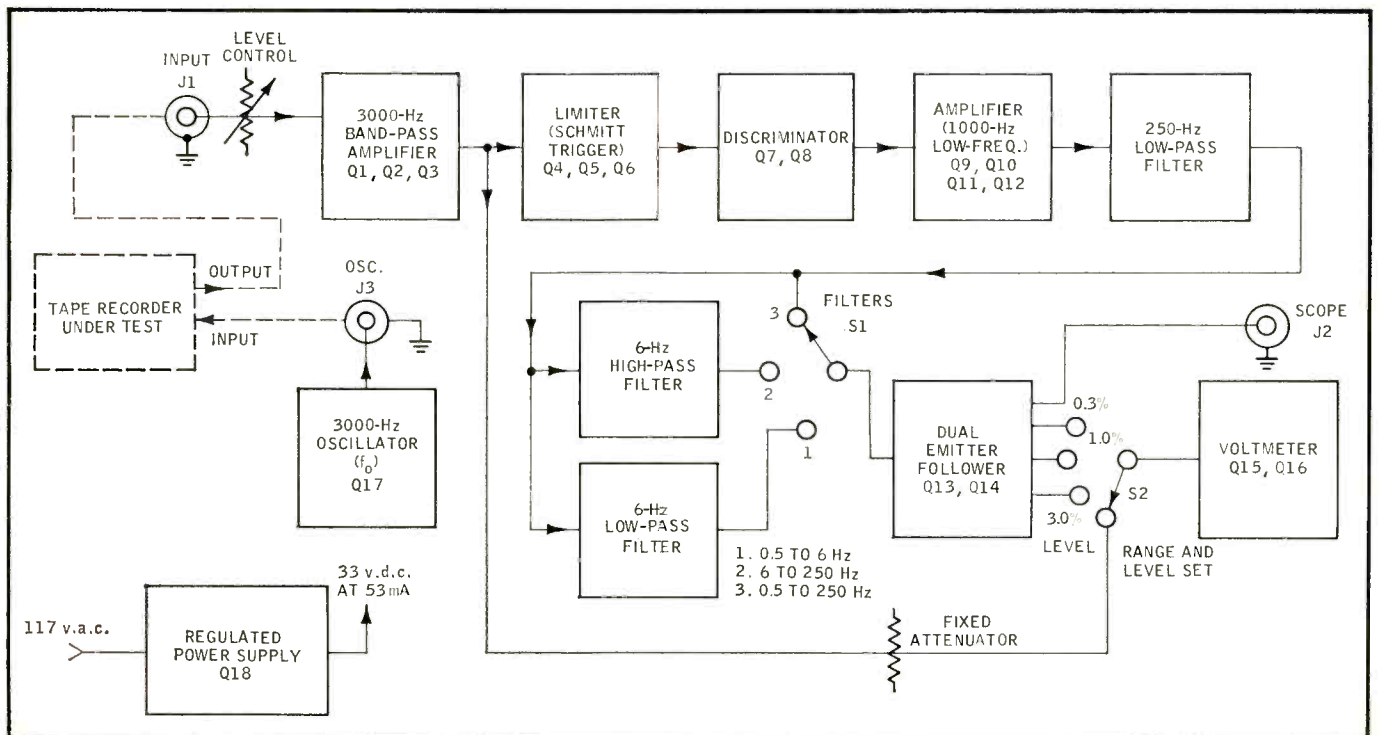 LEVEL
CONTROL
INPUT
J1
3000-Hz
BAND-PASS
AMPLIFIER
Q1, Q2, Q3
LIMITER
(SCHMITT
TRIGGER)
Q4, Q5, Q6
DISCRIMINATOR
Q7, Q8
AMPLIFIER
(1000-Hz
LOW-FREQ.)
Q9, Q10
Q11, Q12
250-Hz
LOW-PASS
FILTER
TAPE RECORDER
UNDER TEST
OUTPUT
INPUT
OSC.
J3
3000-Hz
OSCILLATOR
(fo)
Q17
6-Hz
HIGH-PASS
FILTER
6-Hz
LOW-PASS
FILTER
3
FILTERS
S1
2
1
1. 0.5 TO 6 Hz
2. 6 TO 250 Hz
3. 0.5 TO 250 Hz
DUAL
EMITTER
FOLLOWER
Q13, Q14
SCOPE
J2
0.3%
1.0%
3.0%
S2
LEVEL
RANGE AND
LEVEL SET
VOLTMETER
Q15, Q16
FIXED
ATTENUATOR
117 v.a.c.
REGULATED
POWER SUPPLY
Q18
33 v.d.c.
AT 53mA